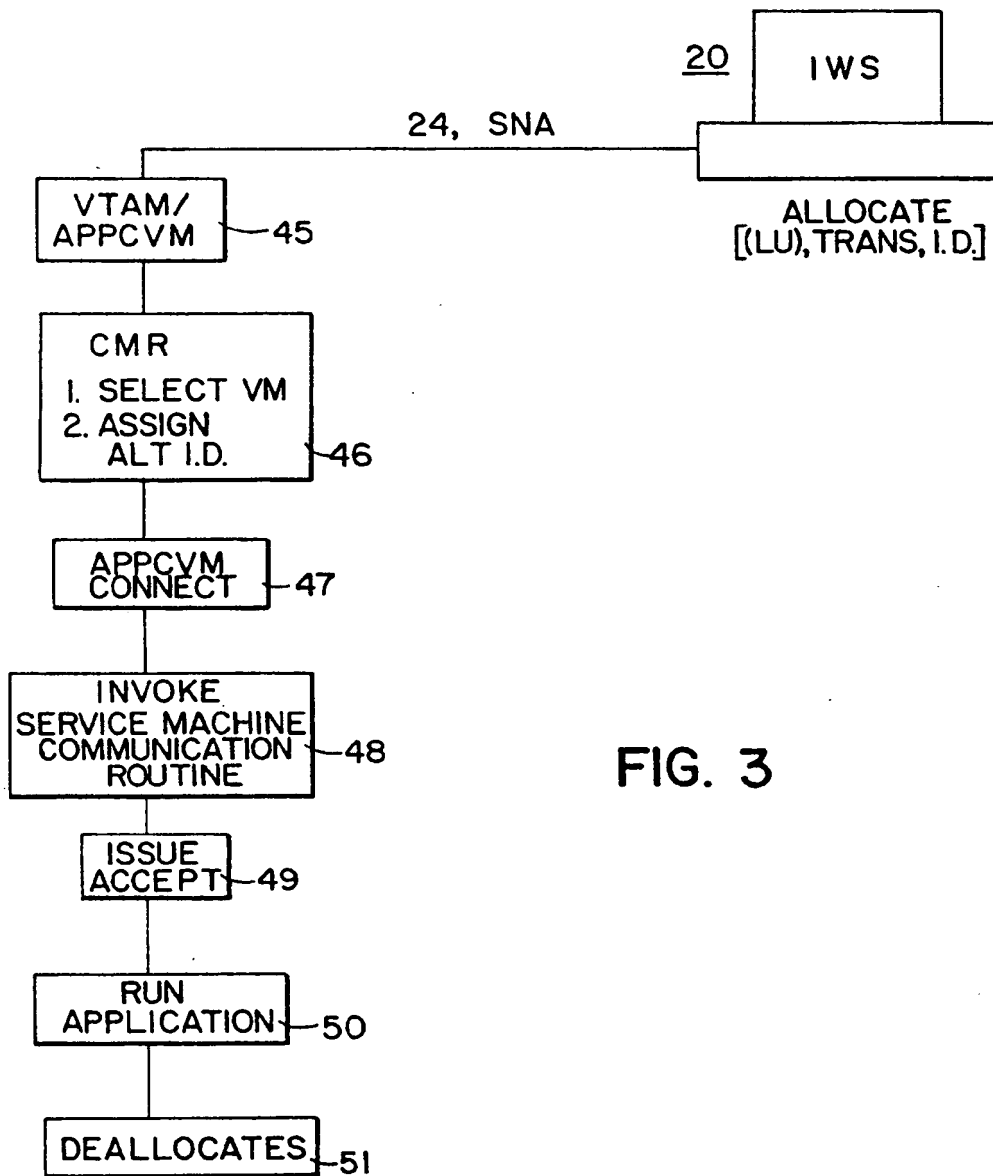 20
IWS
24, SNA
ALLOCATE
[(LU), TRANS, I.D.]
VTAM/
APPCVM
45
CMR
1. SELECT VM
2. ASSIGN
ALT I.D.
46
APPCVM
CONNECT
47
INVOKE
SERVICE MACHINE
COMMUNICATION
ROUTINE
48
FIG. 3
ISSUE
ACCEPT
49
RUN
APPLICATION
50
DEALLOCATES
51